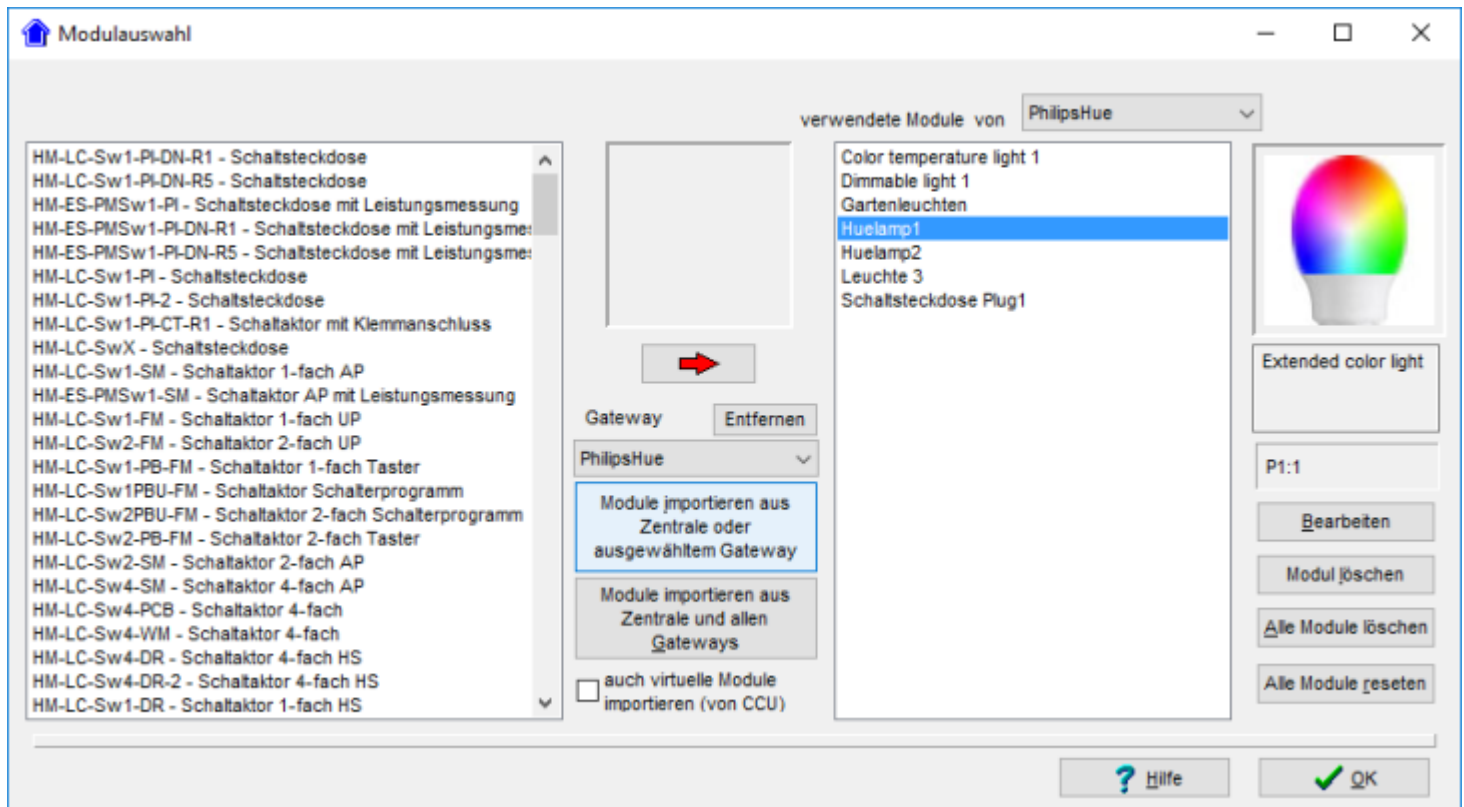 Modulauswahl
verwendete Module von
PhilipsHue
HM-LC-Sw1-Pl-DN-R1 - Schaltsteckdose
HM-LC-Sw1-Pl-DN-R5 - Schaltsteckdose
HM-ES-PMSw1-Pl - Schaltsteckdose mit Leistungsmessung
HM-ES-PMSw1-Pl-DN-R1 - Schaltsteckdose mit Leistungsmes
HM-ES-PMSw1-Pl-DN-R5 - Schaltsteckdose mit Leistungsmes
HM-LC-Sw1-Pl - Schaltsteckdose
HM-LC-Sw1-Pl-2 - Schaltsteckdose
HM-LC-Sw1-Pl-CT-R1 - Schaltaktor mit Klemmanschluss
HM-LC-SwX - Schaltsteckdose
HM-LC-Sw1-SM - Schaltaktor 1-fach AP
HM-ES-PMSw1-SM - Schaltaktor AP mit Leistungsmessung
HM-LC-Sw1-FM - Schaltaktor 1-fach UP
HM-LC-Sw2-FM - Schaltaktor 2-fach UP
HM-LC-Sw1-PB-FM - Schaltaktor 1-fach Taster
HM-LC-Sw1PBU-FM - Schaltaktor Schalterprogramm
HM-LC-Sw2PBU-FM - Schaltaktor 2-fach Schalterprogramm
HM-LC-Sw2-PB-FM - Schaltaktor 2-fach Taster
HM-LC-Sw2-SM - Schaltaktor 2-fach AP
HM-LC-Sw4-SM - Schaltaktor 4-fach AP
HM-LC-Sw4-PCB - Schaltaktor 4-fach
HM-LC-Sw4-WM - Schaltaktor 4-fach
HM-LC-Sw4-DR - Schaltaktor 4-fach HS
HM-LC-Sw4-DR-2 - Schaltaktor 4-fach HS
HM-LC-Sw1-DR - Schaltaktor 1-fach HS
Gateway
Entfernen
PhilipsHue
Module importieren aus
Zentrale oder
ausgewähltem Gateway
Module importieren aus
Zentrale und allen
Gateways
auch virtuelle Module
importieren (von CCU)
Color temperature light 1
Dimmable light 1
Gartenleuchten
Huelamp1
Huelamp2
Leuchte 3
Schaltsteckdose Plug1
Extended color light
P1:1
Bearbeiten
Modul löschen
Alle Module löschen
Alle Module reseten
? Hilfe
OK